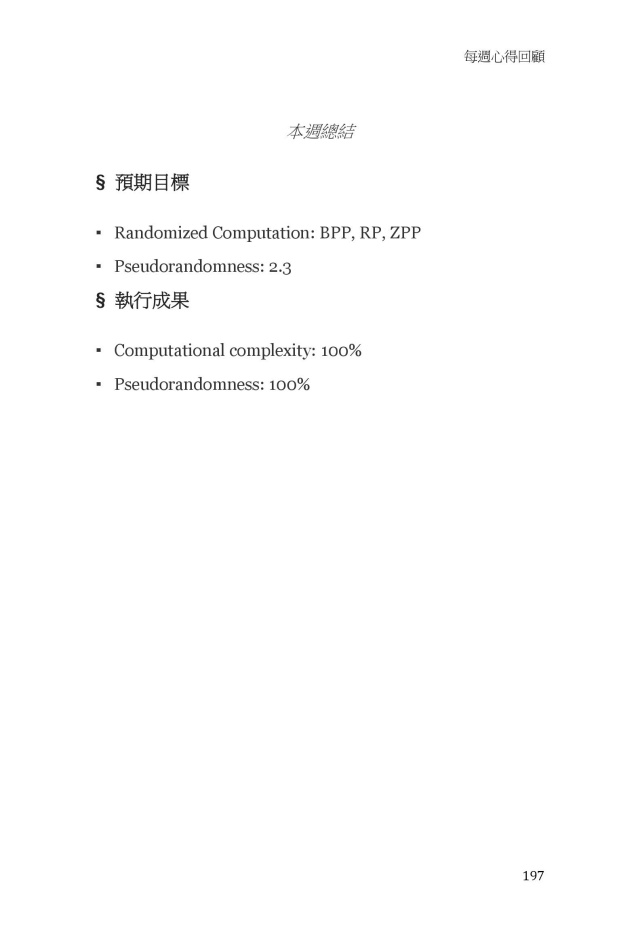 每週心得回顧
本週總結
§ 預期目標
▪ Randomized Computation: BPP, RP, ZPP
▪ Pseudorandomness: 2.3
§ 執行成果
▪ Computational complexity: 100%
▪ Pseudorandomness: 100%
197